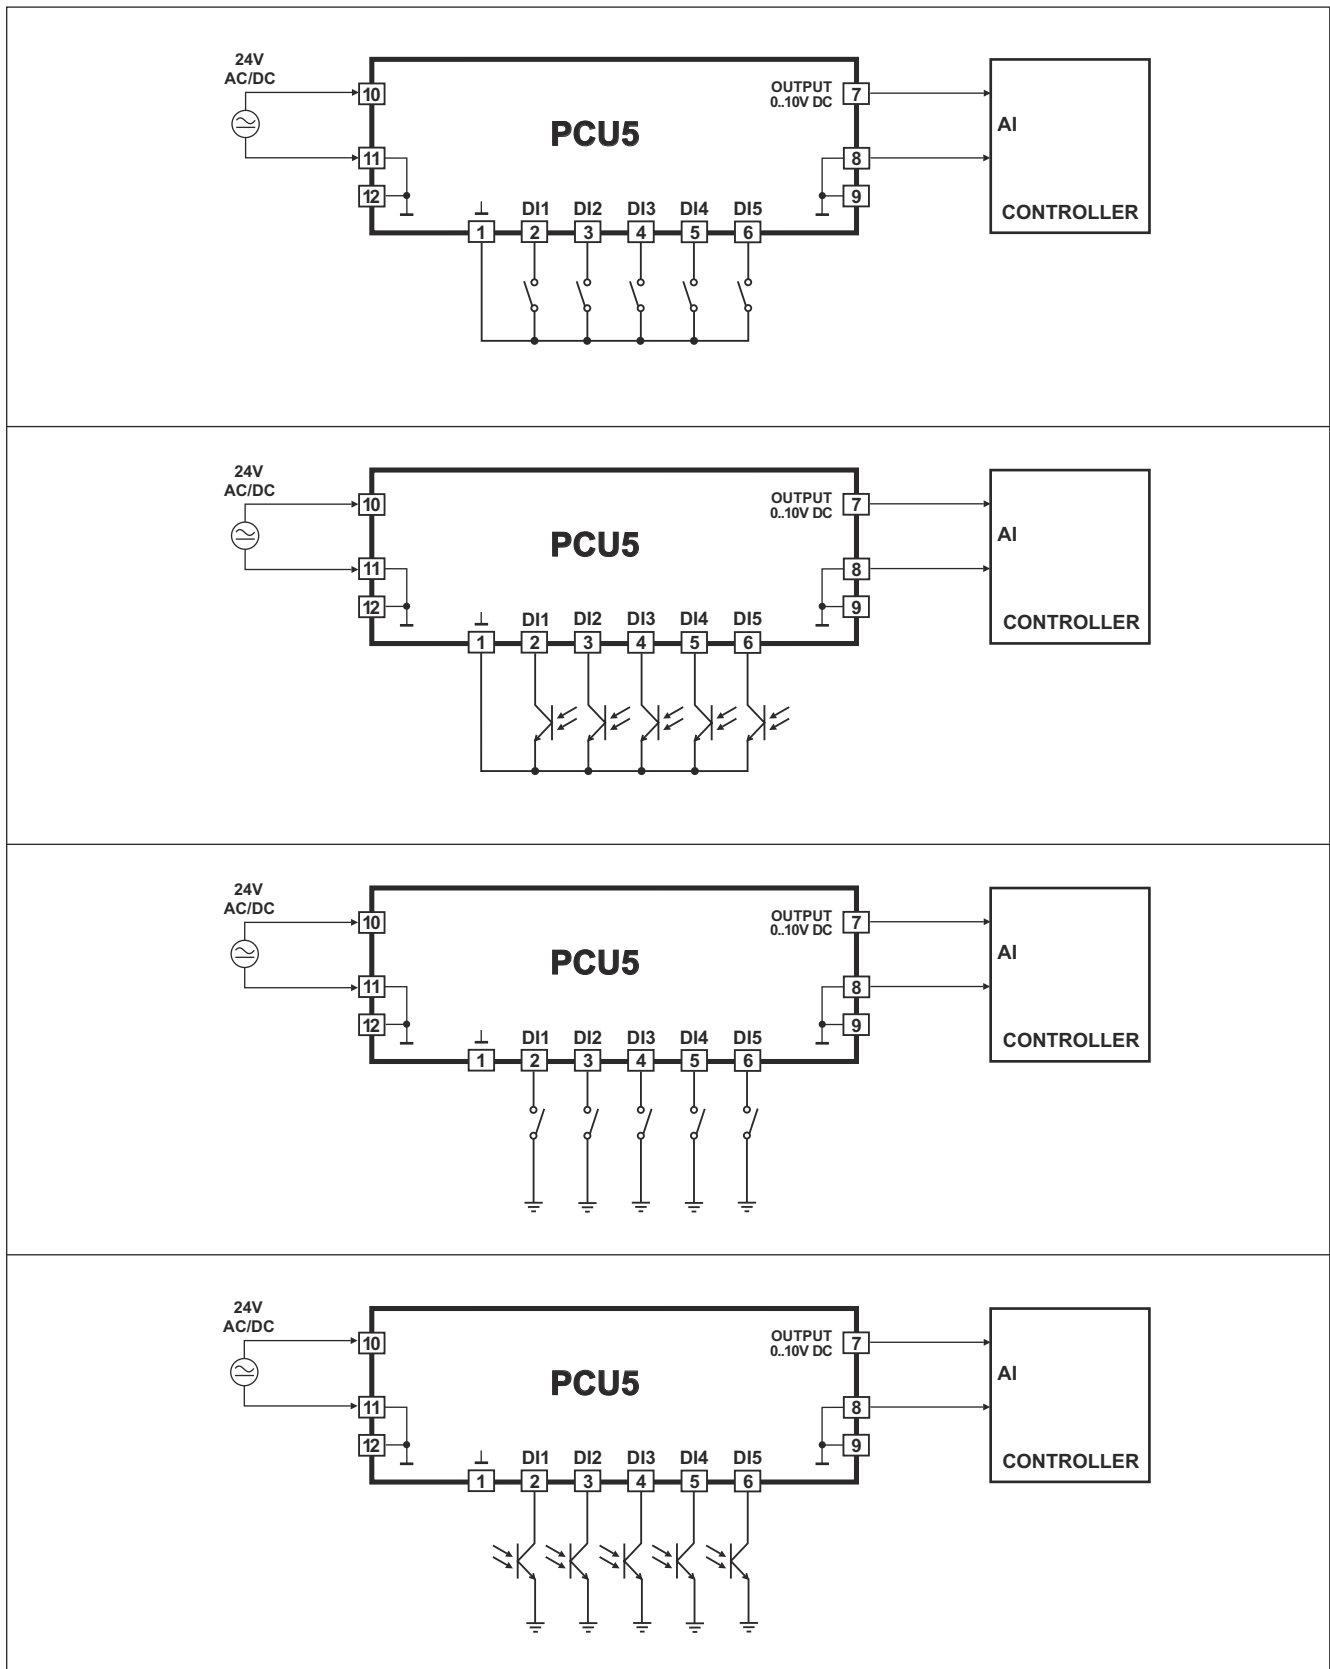 24V
AC/DC
10
11
12
PCU5
OUTPUT
0..10V DC
7
8
9
AI
CONTROLLER
DI1 DI2 DI3 DI4 DI5
1 2 3 4 5 6
24V
AC/DC
10
11
12
PCU5
OUTPUT
0..10V DC
7
8
9
AI
CONTROLLER
DI1 DI2 DI3 DI4 DI5
1 2 3 4 5 6
24V
AC/DC
10
11
12
PCU5
OUTPUT
0..10V DC
7
8
9
AI
CONTROLLER
DI1 DI2 DI3 DI4 DI5
1 2 3 4 5 6
24V
AC/DC
10
11
12
PCU5
OUTPUT
0..10V DC
7
8
9
AI
CONTROLLER
DI1 DI2 DI3 DI4 DI5
1 2 3 4 5 6